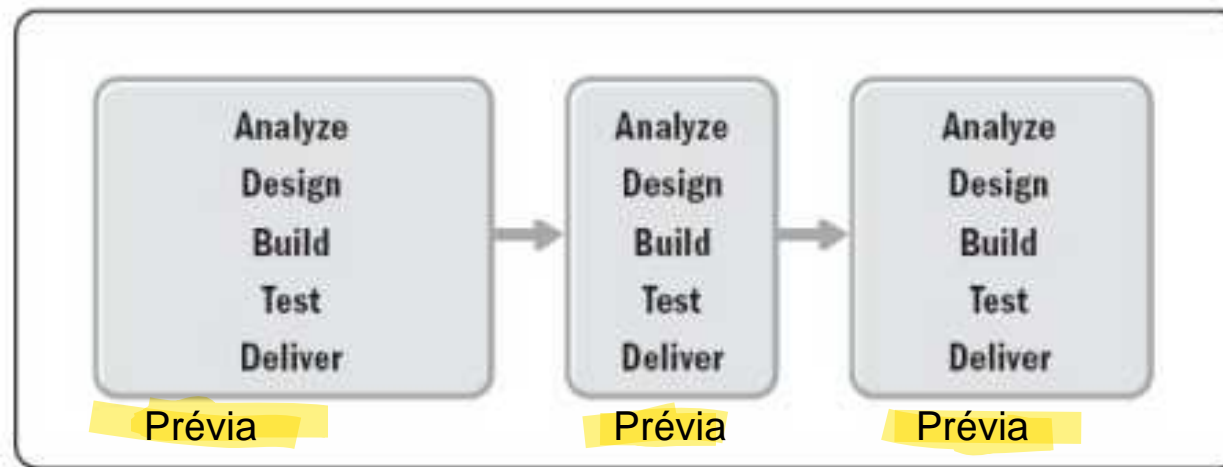 Analyze
Design
Build
Test
Deliver
Prévia
Analyze
Design
Build
Test
Deliver
Prévia
Analyze
Design
Build
Test
Deliver
Prévia